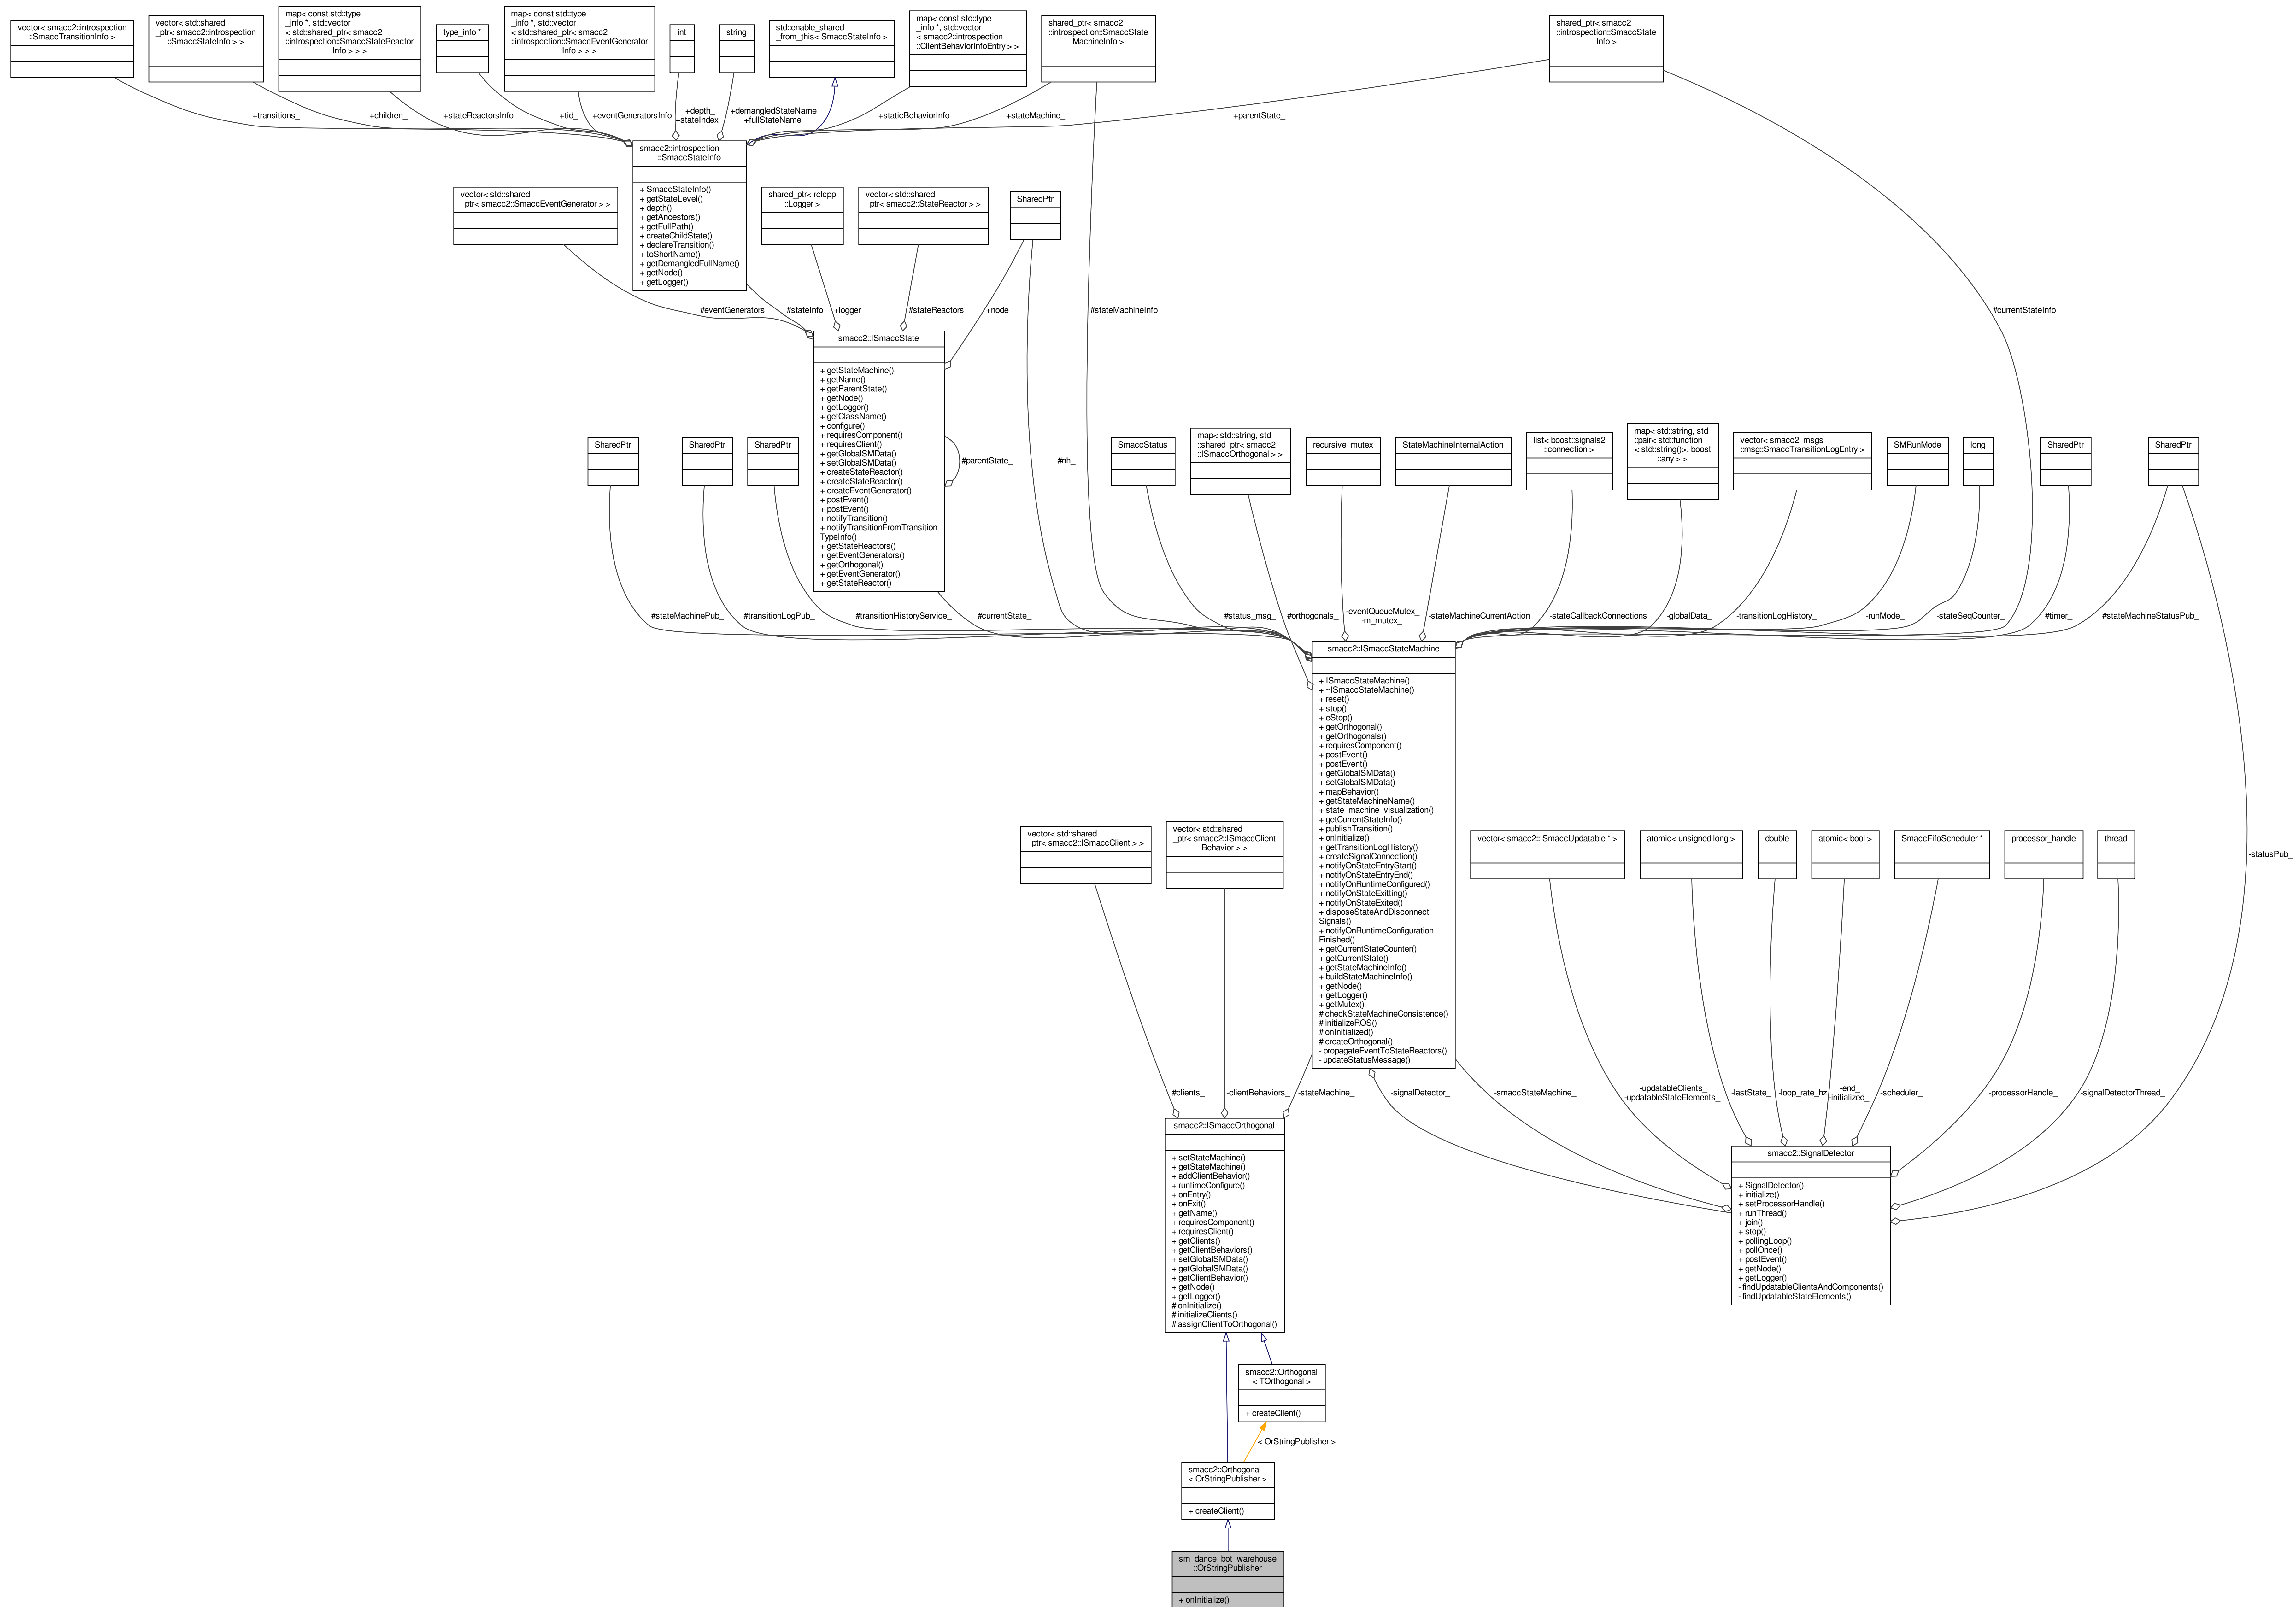 vector< smacc2::introspection
::SmaccTransitionInfo >
vector< std::shared
_ptr< smacc2::introspection
::SmaccStateInfo > >
map< const std::type
_info *, std::vector
< std::shared_ptr< smacc2
::introspection::SmaccStateReactor
Info > > >
type_info *
map< const std::type
_info *, std::vector
< std::shared_ptr< smacc2
::introspection::SmaccEventGenerator
Info > > >
int
string
std::enable_shared
_from_this< SmaccStateInfo >
map< const std::type
_info *, std::vector
< smacc2::introspection
::ClientBehaviorInfoEntry > >
shared_ptr< smacc2
::introspection::SmaccState
MachineInfo >
shared_ptr< smacc2
::introspection::SmaccState
Info >
+transitions_
+children_
+stateReactorsInfo
+tid_
+eventGeneratorsInfo
+depth_
+stateIndex_
+demangledStateName
+fullStateName
+staticBehaviorInfo
+stateMachine_
+parentState_
smacc2::introspection
::SmaccStateInfo
+ SmaccStateInfo()
+ getStateLevel()
+ depth()
+ getAncestors()
+ getFullPath()
+ createChildState()
+ declareTransition()
+ toShortName()
+ getDemangledFullName()
+ getNode()
+ getLogger()
vector< std::shared
_ptr< smacc2::SmaccEventGenerator > >
shared_ptr< rclcpp
::Logger >
vector< std::shared
_ptr< smacc2::StateReactor > >
SharedPtr
#eventGenerators_
#stateInfo_
+logger_
#stateReactors_
+node_
#stateMachineInfo_
#currentStateInfo_
smacc2::ISmaccState
+ getStateMachine()
+ getName()
+ getParentState()
+ getNode()
+ getLogger()
+ getClassName()
+ configure()
+ requiresComponent()
+ requiresClient()
+ getGlobalSMData()
+ setGlobalSMData()
+ createStateReactor()
+ createStateReactor()
+ createEventGenerator()
+ postEvent()
+ postEvent()
+ notifyTransition()
+ notifyTransitionFromTransition
TypeInfo()
+ getStateReactors()
+ getEventGenerators()
+ getOrthogonal()
+ getEventGenerator()
+ getStateReactor()
#parentState_
#nh_
SharedPtr
SharedPtr
SharedPtr
SmaccStatus
map< std::string, std
::shared_ptr< smacc2
::ISmaccOrthogonal > >
recursive_mutex
StateMachineInternalAction
list< boost::signals2
::connection >
map< std::string, std
::pair< std::function
< std::string()>, boost
::any > >
vector< smacc2_msgs
::msg::SmaccTransitionLogEntry >
SMRunMode
long
SharedPtr
SharedPtr
#stateMachinePub_
#transitionLogPub_
#transitionHistoryService_
#currentState_
#status_msg_
#orthogonals_
-eventQueueMutex_
-m_mutex_
-stateMachineCurrentAction
-stateCallbackConnections
-globalData_
-transitionLogHistory_
-runMode_
-stateSeqCounter_
#timer_
#stateMachineStatusPub_
smacc2::ISmaccStateMachine
+ ISmaccStateMachine()
+ ~ISmaccStateMachine()
+ reset()
+ stop()
+ eStop()
+ getOrthogonal()
+ getOrthogonals()
+ requiresComponent()
+ postEvent()
+ postEvent()
+ getGlobalSMData()
+ setGlobalSMData()
+ mapBehavior()
+ getStateMachineName()
+ state_machine_visualization()
+ getCurrentStateInfo()
+ publishTransition()
+ onInitialize()
+ getTransitionLogHistory()
+ createSignalConnection()
+ notifyOnStateEntryStart()
+ notifyOnStateEntryEnd()
+ notifyOnRuntimeConfigured()
+ notifyOnStateExitting()
+ notifyOnStateExited()
+ disposeStateAndDisconnect
Signals()
+ notifyOnRuntimeConfiguration
Finished()
+ getCurrentStateCounter()
+ getCurrentState()
+ getStateMachineInfo()
+ buildStateMachineInfo()
+ getNode()
+ getLogger()
+ getMutex()
# checkStateMachineConsistence()
# initializeROS()
# onInitialized()
# createOrthogonal()
- propagateEventToStateReactors()
- updateStatusMessage()
vector< std::shared
_ptr< smacc2::ISmaccClient > >
vector< std::shared
_ptr< smacc2::ISmaccClient
Behavior > >
vector< smacc2::ISmaccUpdatable * >
atomic< unsigned long >
double
atomic< bool >
SmaccFifoScheduler *
processor_handle
thread
-statusPub_
#clients_
-clientBehaviors_
-stateMachine_
-signalDetector_
-smaccStateMachine_
-updatableClients_
-updatableStateElements_
-lastState_
-loop_rate_hz
-end_
-initialized_
-scheduler_
-processorHandle_
-signalDetectorThread_
smacc2::ISmaccOrthogonal
+ setStateMachine()
+ getStateMachine()
+ addClientBehavior()
+ runtimeConfigure()
+ onEntry()
+ onExit()
+ getName()
+ requiresComponent()
+ requiresClient()
+ getClients()
+ getClientBehaviors()
+ setGlobalSMData()
+ getGlobalSMData()
+ getClientBehavior()
+ getNode()
+ getLogger()
# onInitialize()
# initializeClients()
# assignClientToOrthogonal()
smacc2::SignalDetector
+ SignalDetector()
+ initialize()
+ setProcessorHandle()
+ runThread()
+ join()
+ stop()
+ pollingLoop()
+ pollOnce()
+ postEvent()
+ getNode()
+ getLogger()
- findUpdatableClientsAndComponents()
- findUpdatableStateElements()
smacc2::Orthogonal
< TOrthogonal >
+ createClient()
< OrStringPublisher >
smacc2::Orthogonal
< OrStringPublisher >
+ createClient()
sm_dance_bot_warehouse
::OrStringPublisher
+ onInitialize()